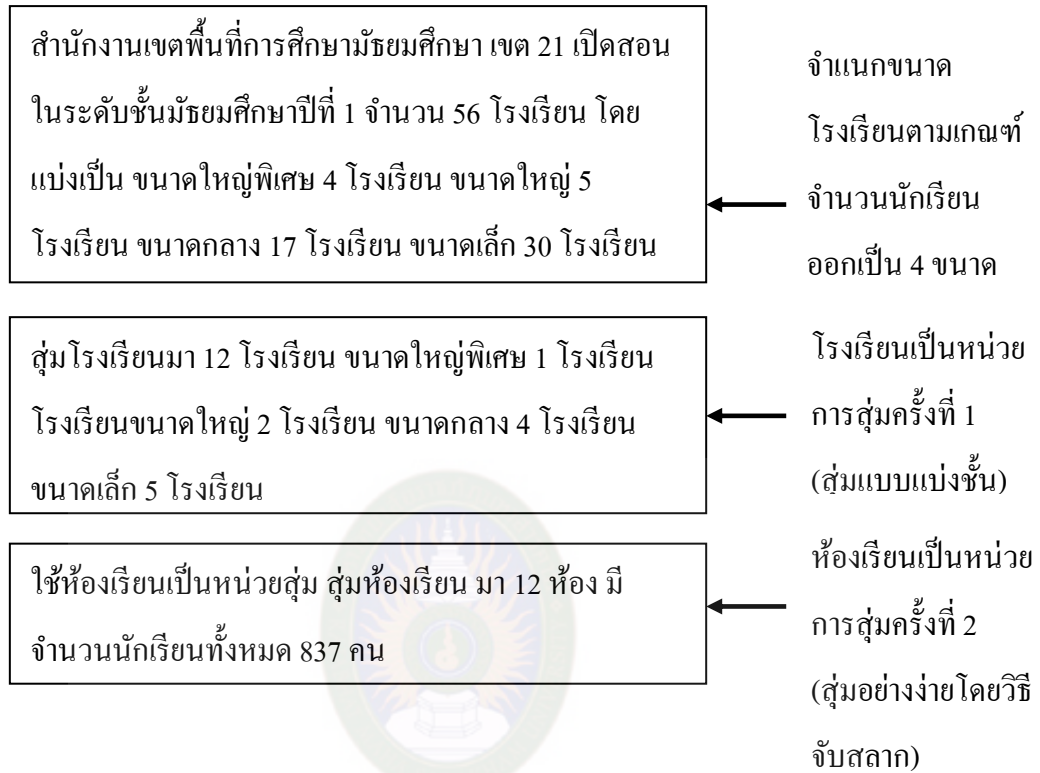 สำนักงานเขตพื้นที่การศึกษามัธยมศึกษา เขต 21 เปิดสอน
ในระดับชั้นมัธยมศึกษาปีที่ 1 จำนวน 56 โรงเรียน โดย
แบ่งเป็น ขนาดใหญ่พิเศษ 4 โรงเรียน ขนาดใหญ่ 5
โรงเรียน ขนาดกลาง 17 โรงเรียน ขนาดเล็ก 30 โรงเรียน
จำแนกขนาด
โรงเรียนตามเกณฑ์
จำนวนนักเรียน
ออกเป็น 4 ขนาด
สุ่มโรงเรียนมา 12 โรงเรียน ขนาดใหญ่พิเศษ 1 โรงเรียน
โรงเรียนขนาดใหญ่ 2 โรงเรียน ขนาดกลาง 4 โรงเรียน
ขนาดเล็ก 5 โรงเรียน
โรงเรียนเป็นหน่วย
การสุ่มครั้งที่ 1
(สุ่มแบบแบ่งชั้น)
ใช้ห้องเรียนเป็นหน่วยสุ่ม สุ่มห้องเรียน มา 12 ห้อง มี
จำนวนนักเรียนทั้งหมด 837 คน
ห้องเรียนเป็นหน่วย
การสุ่มครั้งที่ 2
(สุ่มอย่างง่ายโดยวิธี
จับสลาก)